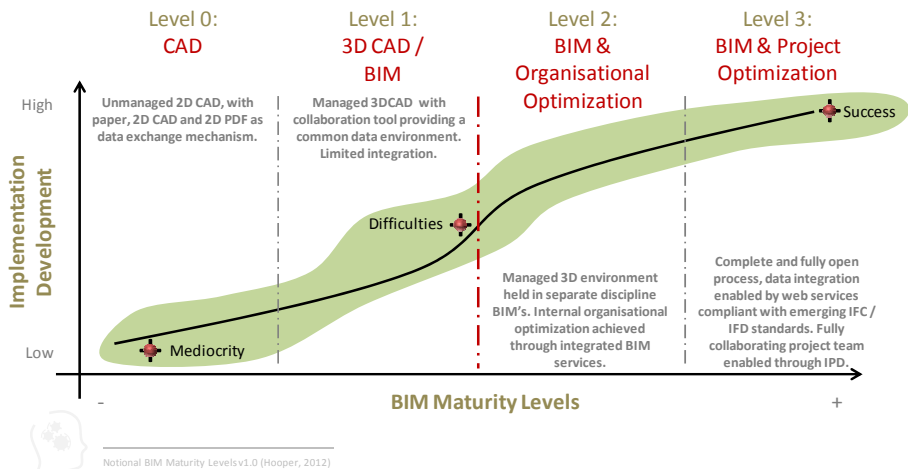 Level 0:
CAD
Level 1:
3D CAD /
BIM
Level 2:
BIM &
Organisational
Optimization
Level 3:
BIM & Project
Optimization
High
Unmanaged 2D CAD, with
paper, 2D CAD and 2D PDF as
data exchange mechanism.
Managed 3DCAD with
collaboration tool providing a
common data environment.
Limited integration.
Success
Implementation
Development
Difficulties
Managed 3D environment
held in separate discipline
BIM's. Internal organisational
optimization achieved
through integrated BIM
services.
Complete and fully open
process, data integration
enabled by web services
compliant with emerging IFC /
IFD standards. Fully
collaborating project team
enabled through IPD.
Low
Mediocrity
-
BIM Maturity Levels
+
Notional BIM Maturity Levels v1.0 (Hooper, 2012)